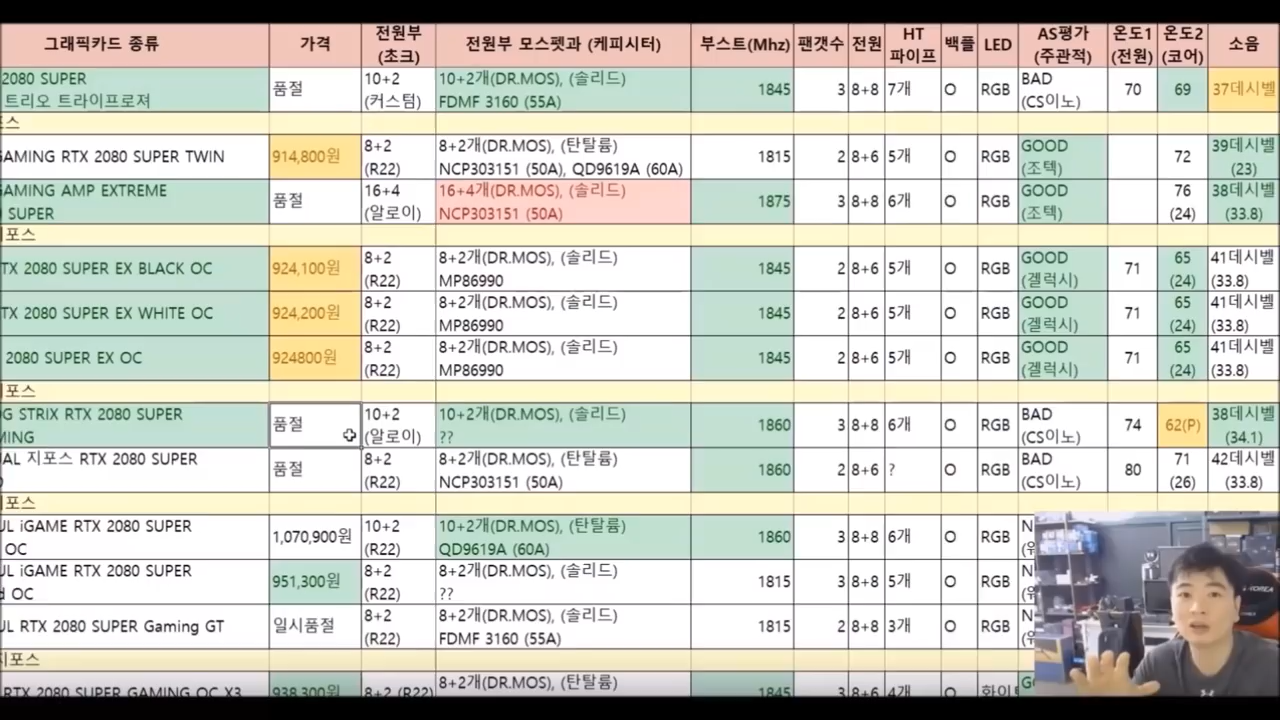 그래픽카드 종류 가격 전원부 (초크) 전원부 모스펫과 (케피시터) 부스트(Mhz) 팬갯수 전원 HT 파이프 백플 LED AS평가 (주관적) 온도1 (전원) 온도2 (코어) 소음
2080 SUPER 품절 10+2 10+2개(DR.MOS), (솔리드) 1845 3 8+8 7개 O RGB BAD 70 69 37데시벨
트리오 트라이프로져 (커스텀) FDMF 3160 (55A) (CS이노)
포스
GAMING RTX 2080 SUPER TWIN 914,800원 8+2 8+2개(DR.MOS), (탄탈륨) 1815 2 8+6 5개 O RGB GOOD 72 39데시벨
(R22) NCP303151 (50A), QD9619A (60A) (조텍) (23)
GAMING AMP EXTREME 품절 16+4 16+4개(DR.MOS), (솔리드) 1875 3 8+8 6개 O RGB GOOD 76 38데시벨
SUPER (알로이) NCP303151 (50A) (조텍) (24) (33.8)
지포스
TX 2080 SUPER EX BLACK OC 924,100원 8+2 8+2개(DR.MOS), (솔리드) 1845 2 8+6 5개 O RGB GOOD 71 65 41데시벨
(R22) MP86990 (겔럭시) (24) (33.8)
TX 2080 SUPER EX WHITE OC 924,200원 8+2 8+2개(DR.MOS), (솔리드) 1845 2 8+6 5개 O RGB GOOD 71 65 41데시벨
(R22) MP86990 (겔럭시) (24) (33.8)
2080 SUPER EX OC 924800원 8+2 8+2개(DR.MOS), (솔리드) 1845 2 8+6 5개 O RGB GOOD 71 65 41데시벨
(R22) MP86990 (겔럭시) (24) (33.8)
지포스
OG STRIX RTX 2080 SUPER 품절 10+2 10+2개(DR.MOS), (솔리드) 1860 3 8+8 6개 O RGB BAD 74 62(P) 38데시벨
MING (알로이) ?? (CS이노) (34.1)
UAL 지포스 RTX 2080 SUPER 품절 8+2 8+2개(DR.MOS), (탄탈륨) 1860 2 8+6 ? O RGB BAD 80 71 42데시벨
(R22) NCP303151 (50A) (CS이노) (26) (33.8)
지포스
UL iGAME RTX 2080 SUPER 1,070,900원 10+2 10+2개(DR.MOS), (탄탈륨) 1860 3 8+8 6개 O RGB N
OC (R22) QD9619A (60A)
UL iGAME RTX 2080 SUPER 951,300원 8+2 8+2개(DR.MOS), (솔리드) 1815 3 8+8 5개 O RGB N
d OC (R22) ??
UL RTX 2080 SUPER Gaming GT 일시품절 8+2 8+2개(DR.MOS), (솔리드) 1815 2 8+8 3개 O RGB N
(R22) FDMF 3160 (55A)
지포스
RTX 2080 SUPER GAMING OC X3 938,300원 8+2 (R22) 8+2개(DR.MOS), (탄탈륨) 1845 3 8+6 4개 O 화이트